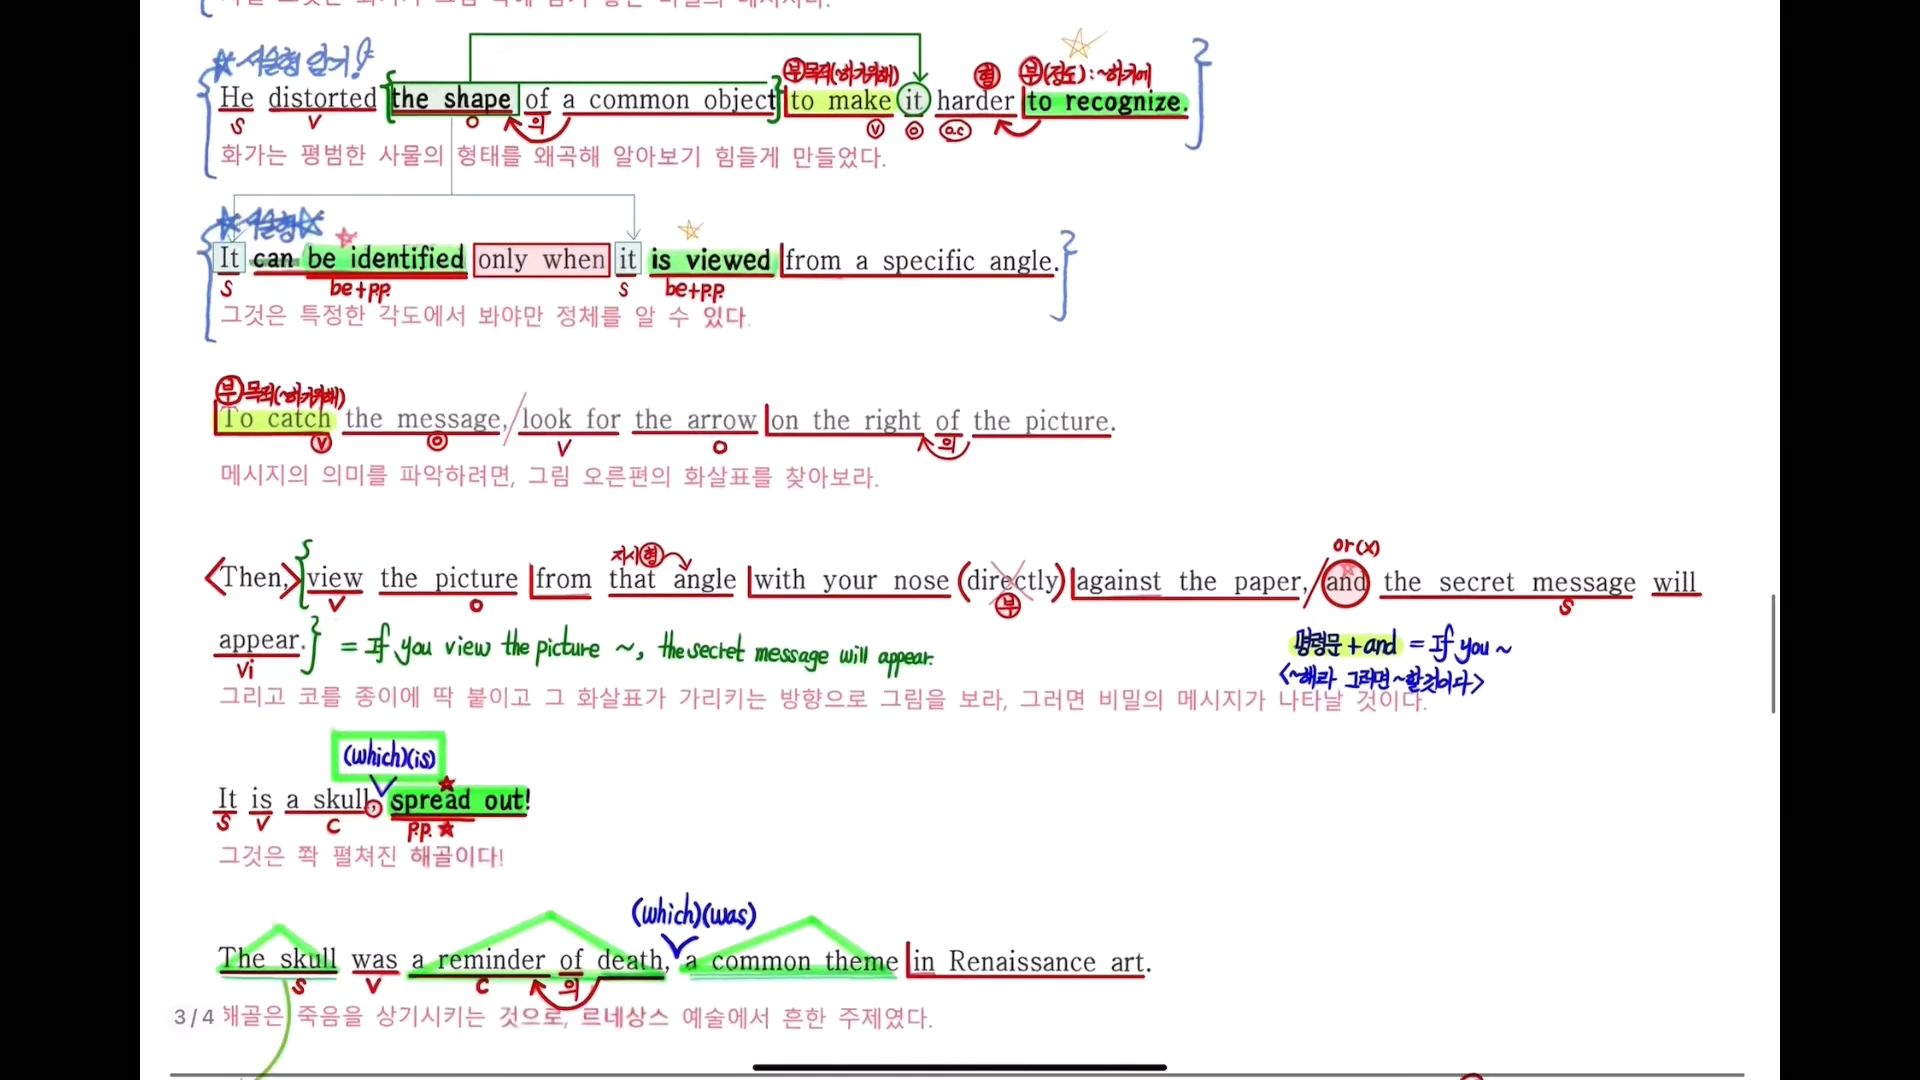 ☆ 서술형 암기!
부 목적(~하기위해) 형 부(정도):~하기에
He distorted the shape of a common object to make it harder to recognize.
S V O 의 V O O.C
화가는 평범한 사물의 형태를 왜곡해 알아보기 힘들게 만들었다.
☆ 서술형 ☆
It can be identified only when it is viewed from a specific angle.
S be+p.p. S be+p.p.
그것은 특정한 각도에서 봐야만 정체를 알 수 있다.
부 목적(~하기위해)
To catch the message, / look for the arrow on the right of the picture.
V O V O 의
메시지의 의미를 파악하려면, 그림 오른편의 화살표를 찾아보라.
지시형 or(x)
<Then,> {view the picture from that angle with your nose (directly) against the paper, / and the secret message will
V O 부 S
appear.} = If you view the picture ~, the secret message will appear. 명령문 + and = If you ~
Vi <~해라 그러면 ~할것이다>
그리고 코를 종이에 딱 붙이고 그 화살표가 가리키는 방향으로 그림을 보라, 그러면 비밀의 메시지가 나타날 것이다.
(which)(is)
It is a skull, spread out!
S V C p.p.
그것은 쫙 펼쳐진 해골이다!
(which)(was)
The skull was a reminder of death, a common theme in Renaissance art.
S V C 의
3/4 해골은 죽음을 상기시키는 것으로, 르네상스 예술에서 흔한 주제였다.